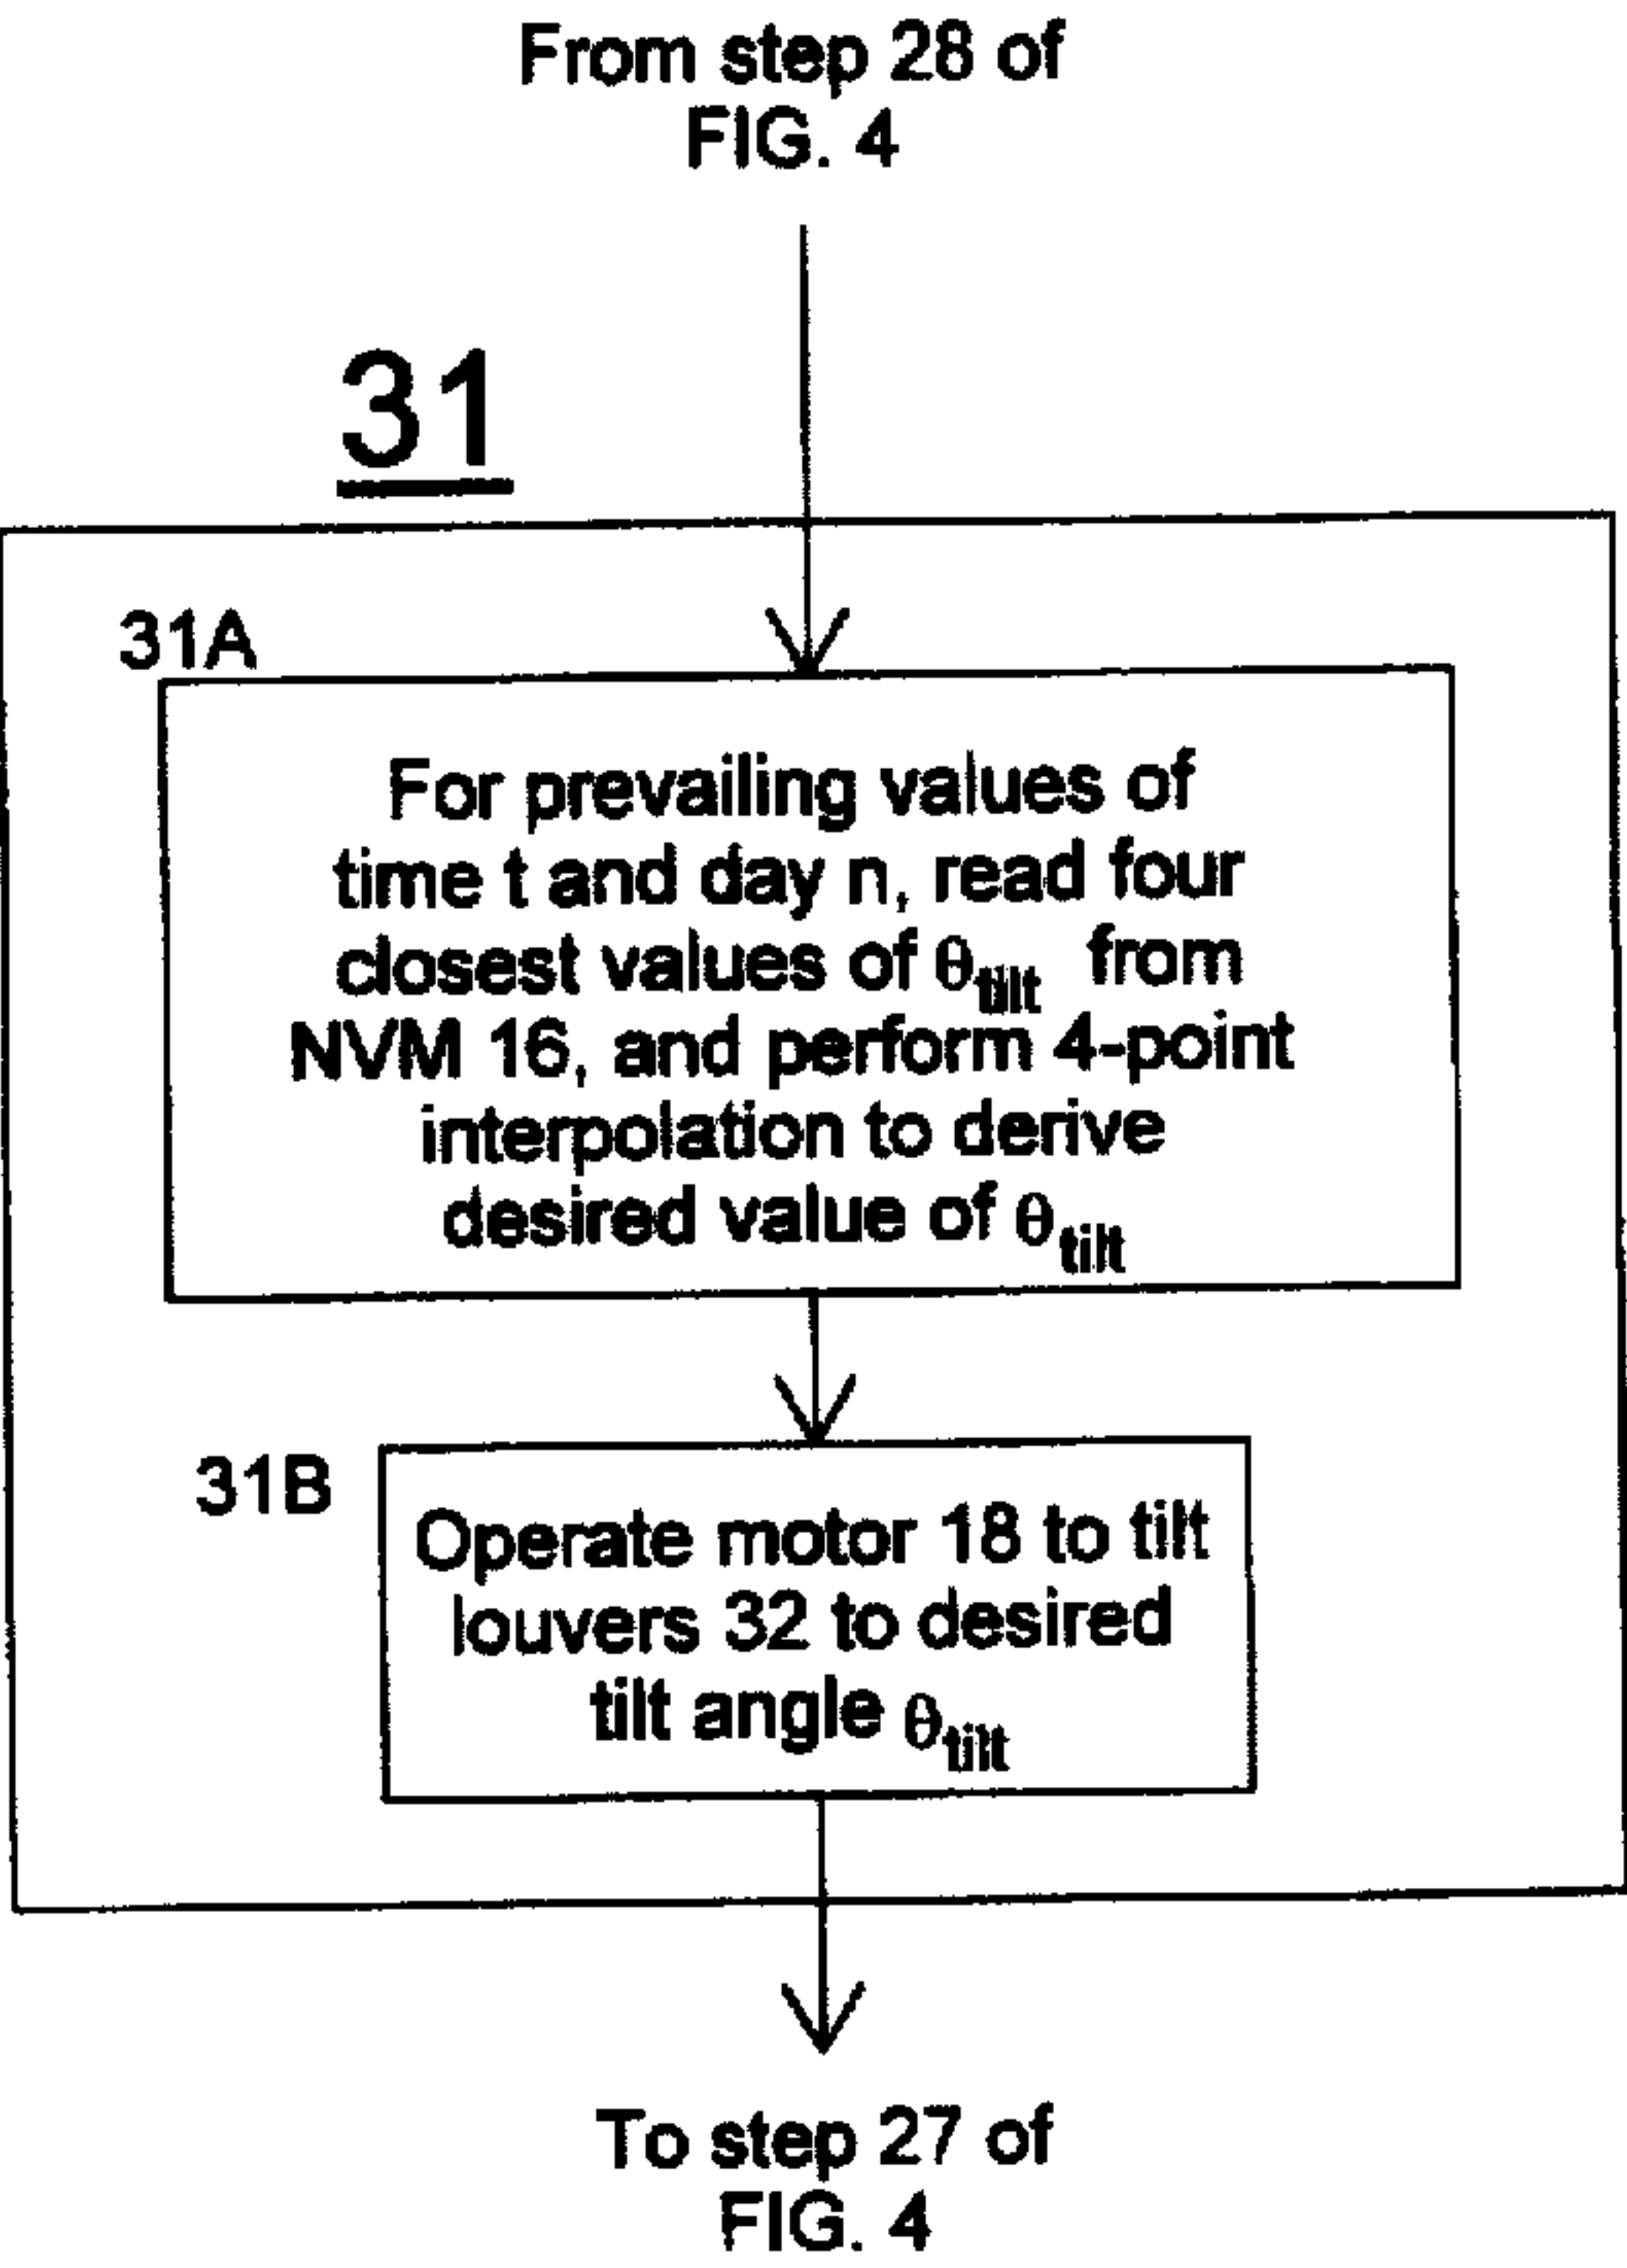 From step 28 of
FIG. 4
31
31A
For prevailing values of
time t and day n, read four
closest values of θtilt from
NVM 16, and perform 4-point
interpolation to derive
desired value of θtilt
31B
Operate motor 18 to tilt
louvers 32 to desired
tilt angle θtilt
To step 27 of
FIG. 4